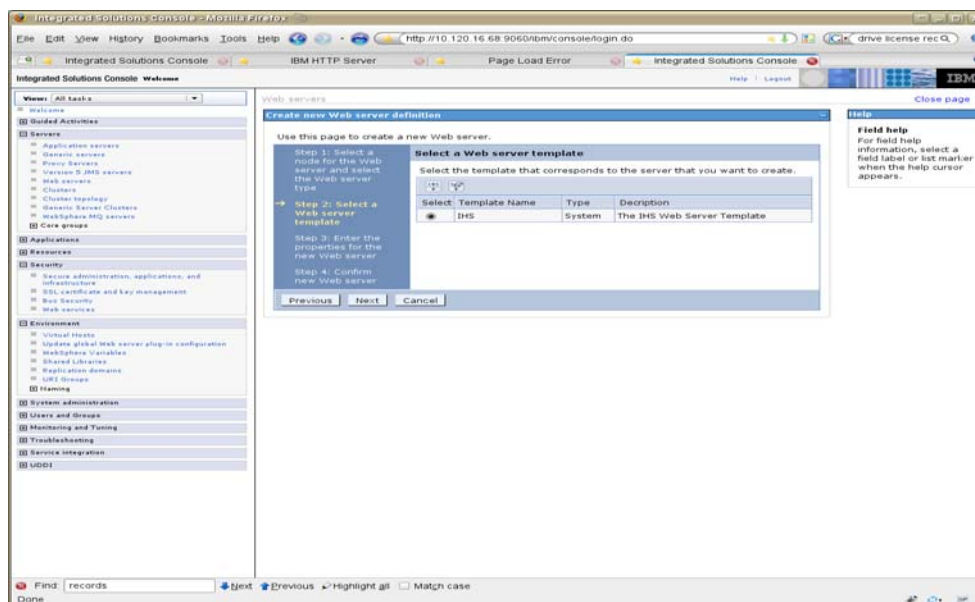 Integrated Solutions Console - Mozilla Firefox
File Edit View History Bookmarks Tools Help
http://10.120.16.68:9060/ibm/console/login.do
drive license rec
Integrated Solutions Console
IBM HTTP Server
Page Load Error
Integrated Solutions Console
Integrated Solutions Console Welcome
Help Logout
IBM
View: All tasks
Welcome
Guided Activities
Servers
Application servers
Generic servers
Proxy Servers
Version 5 JMS servers
Web servers
Clusters
Cluster topology
Generic Server Clusters
WebSphere MQ servers
Core groups
Applications
Resources
Security
Secure administration, applications, and
infrastructure
SSL certificate and key management
Bus Security
Web services
Environment
Virtual Hosts
Update global Web server plug-in configuration
WebSphere Variables
Shared Libraries
Replication domains
URI Groups
Naming
System administration
Users and Groups
Monitoring and Tuning
Troubleshooting
Service integration
UDDI
Web servers
Close page
Create new Web server definition
Use this page to create a new Web server.
Step 1: Select a
node for the Web
server and select
the Web server
type
Step 2: Select a
Web server
template
Step 3: Enter the
properties for the
new Web server
Step 4: Confirm
new Web server
Select a Web server template
Select the template that corresponds to the server that you want to create.
Select Template Name Type Decription
IHS System The IHS Web Server Template
Previous Next Cancel
Help
Field help
For field help
information, select a
field label or list marker
when the help cursor
appears.
Find: records Next Previous Highlight all Match case
Done